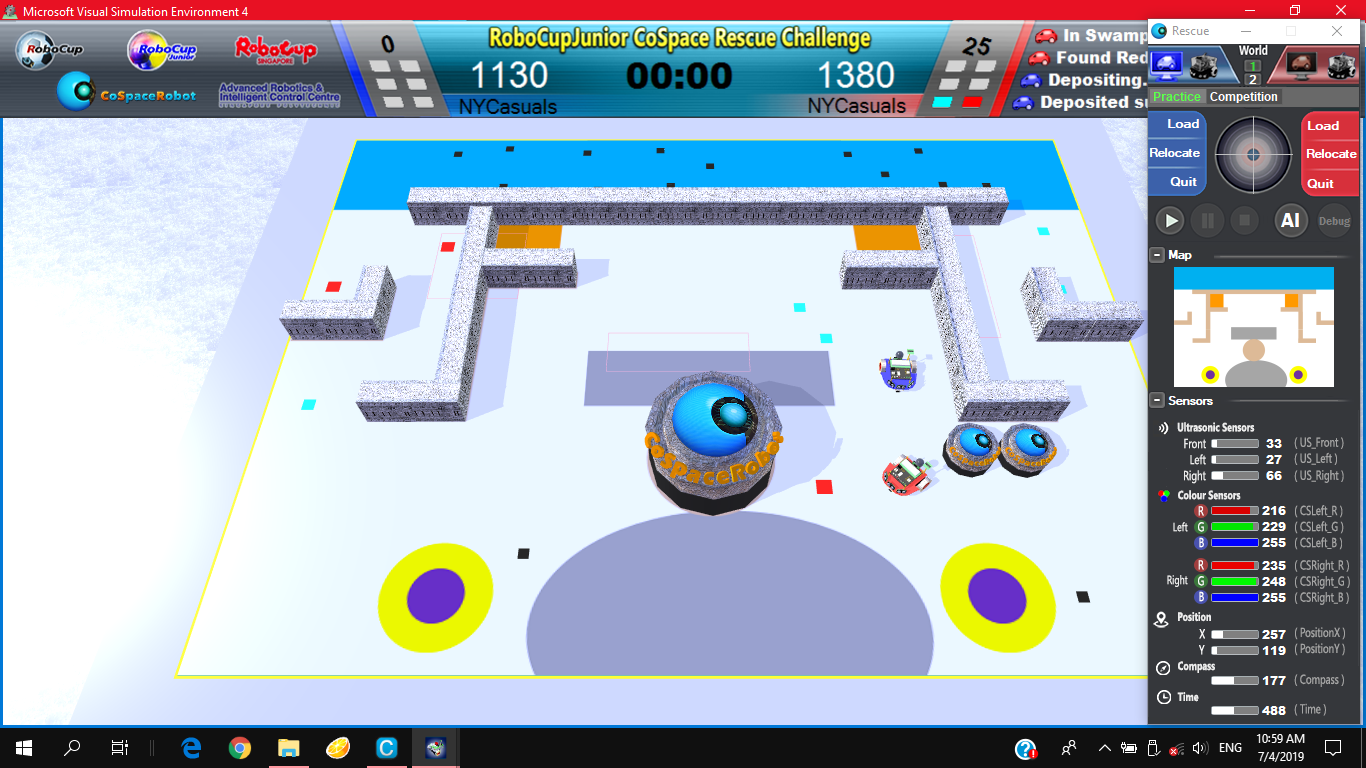 Microsoft Visual Simulation Environment 4
RoboCup
RoboCup Junior
RoboCup
SINGAPORE
CoSpaceRobot
Advanced Robotics &
Intelligent Control Centre
0
RoboCupJunior CoSpace Rescue Challenge
1130
00:00
1380
NYCasuals
NYCasuals
25
In Swamp
Found Red
Depositing.
Deposited su
Rescue
World
1
2
Practice
Competition
Load
Relocate
Quit
Load
Relocate
Quit
AI
Debug
Map
Sensors
Ultrasonic Sensors
Front 33 ( US_Front )
Left 27 ( US_Left )
Right 66 ( US_Right )
Colour Sensors
R 216 ( CSLeft_R )
Left G 229 ( CSLeft_G )
B 255 ( CSLeft_B )
R 235 ( CSRight_R )
Right G 248 ( CSRight_G )
B 255 ( CSRight_B )
Position
X 257 ( PositionX )
Y 119 ( PositionY )
Compass
177 ( Compass )
Time
488 ( Time )
CoSpaceRobot
ENG
10:59 AM
7/4/2019